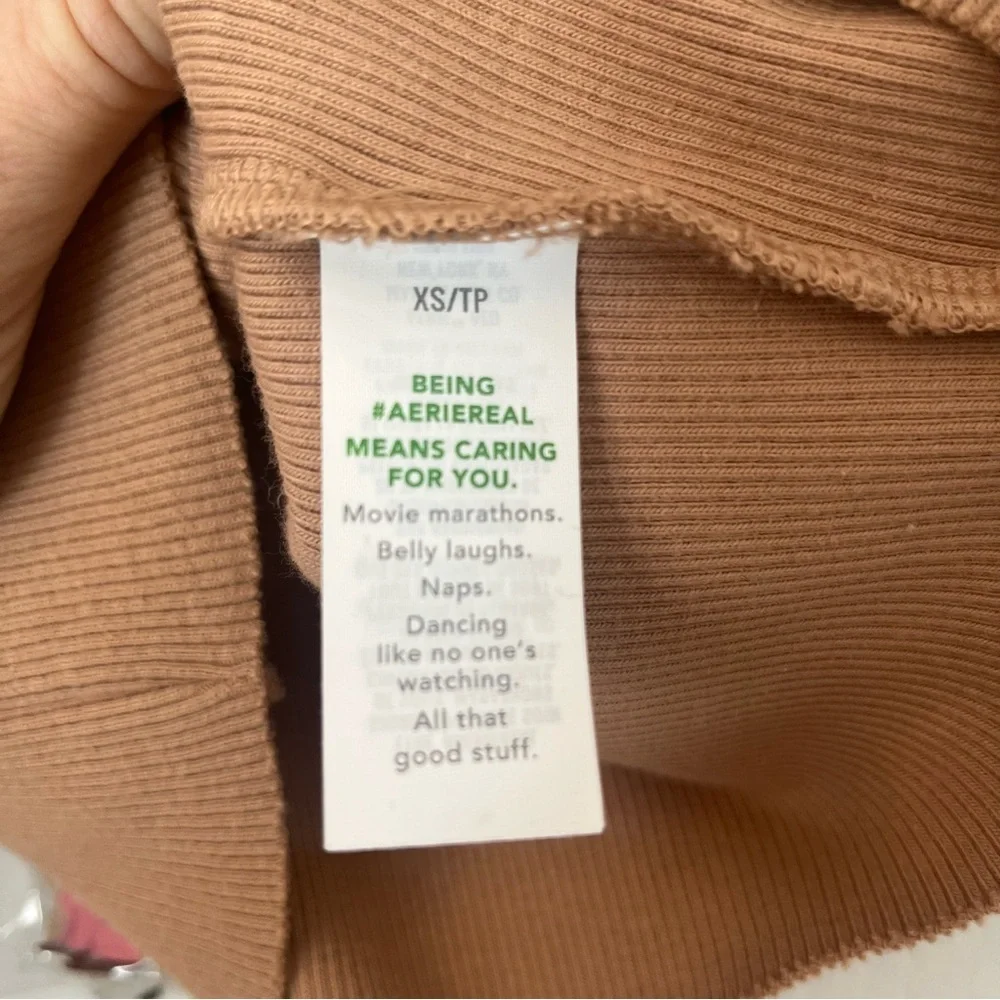 XS/TP
BEING
#AERIEREAL
MEANS CARING
FOR YOU.
Movie marathons.
Belly laughs.
Naps.
Dancing
like no one's
watching.
All that
good stuff.